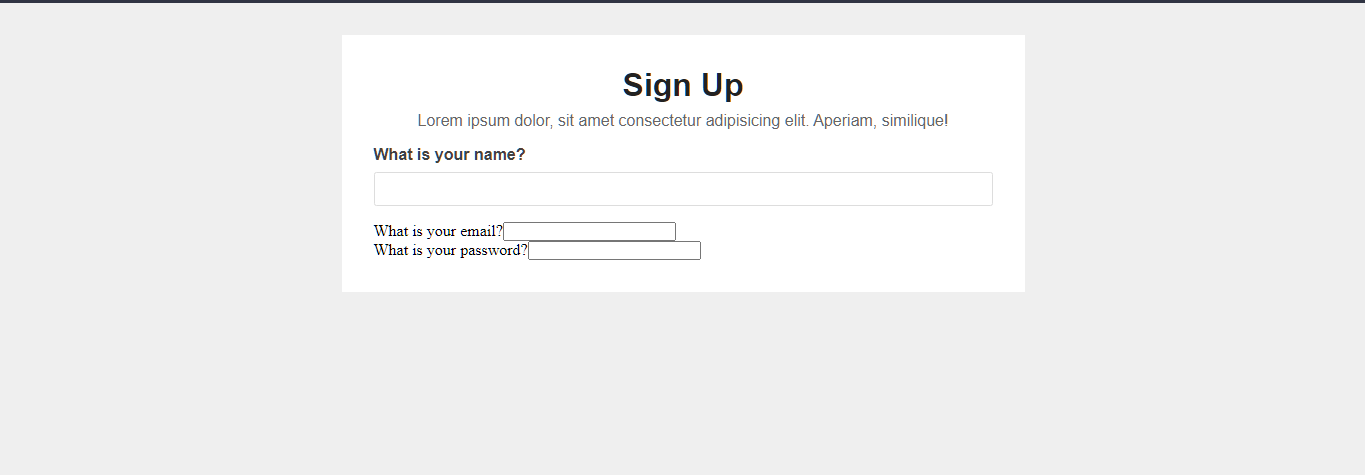 Sign Up
Lorem ipsum dolor, sit amet consectetur adipisicing elit. Aperiam, similique!
What is your name?
What is your email?
What is your password?